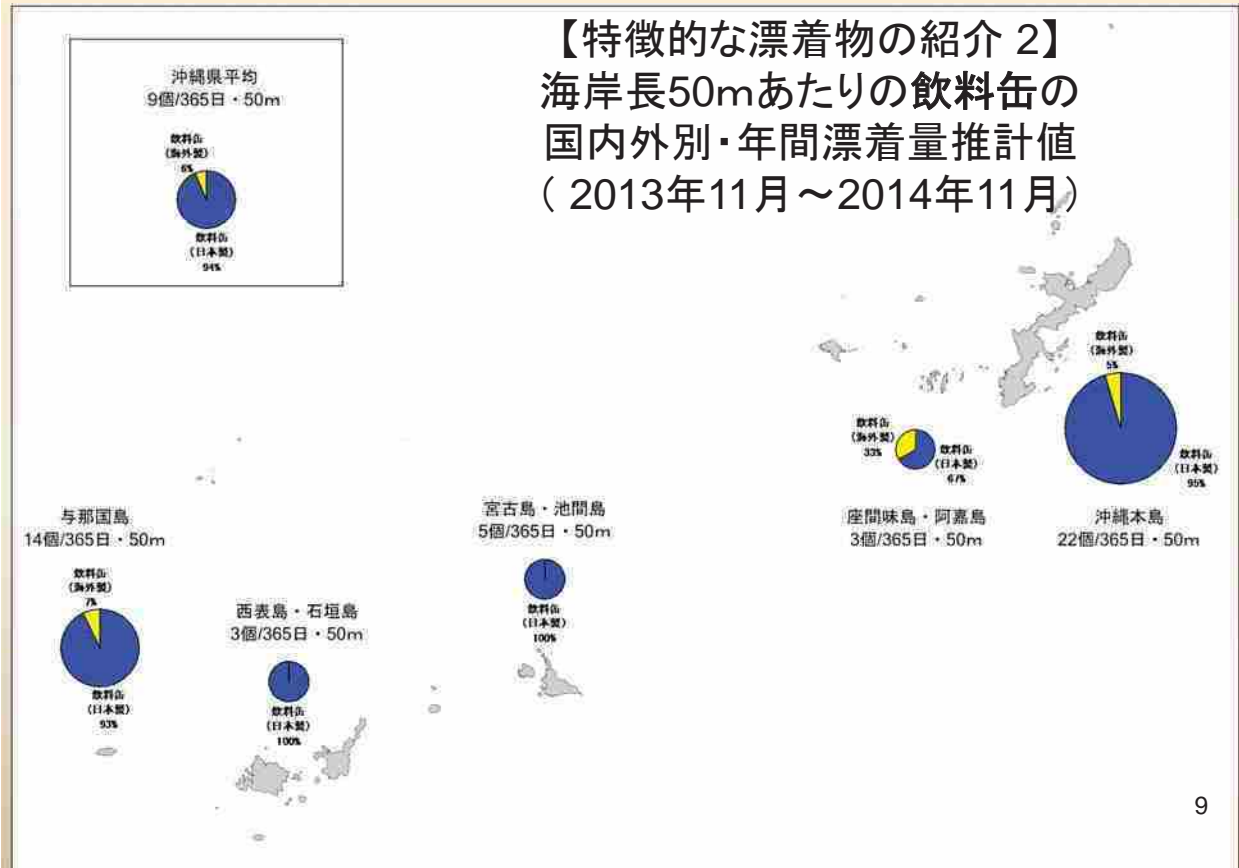 【特徴的な漂着物の紹介 2】
海岸長50mあたりの飲料缶の
国内外別・年間漂着量推計値
( 2013年11月～2014年11月)
沖縄県平均
9個/365日・50m
飲料缶
(海外製)
6%
飲料缶
(日本製)
94%
飲料缶
(海外製)
5%
飲料缶
(日本製)
95%
沖縄本島
22個/365日・50m
飲料缶
(海外製)
33%
飲料缶
(日本製)
67%
座間味島・阿嘉島
3個/365日・50m
宮古島・池間島
5個/365日・50m
飲料缶
(日本製)
100%
与那国島
14個/365日・50m
飲料缶
(海外製)
7%
飲料缶
(日本製)
93%
西表島・石垣島
3個/365日・50m
飲料缶
(日本製)
100%
9